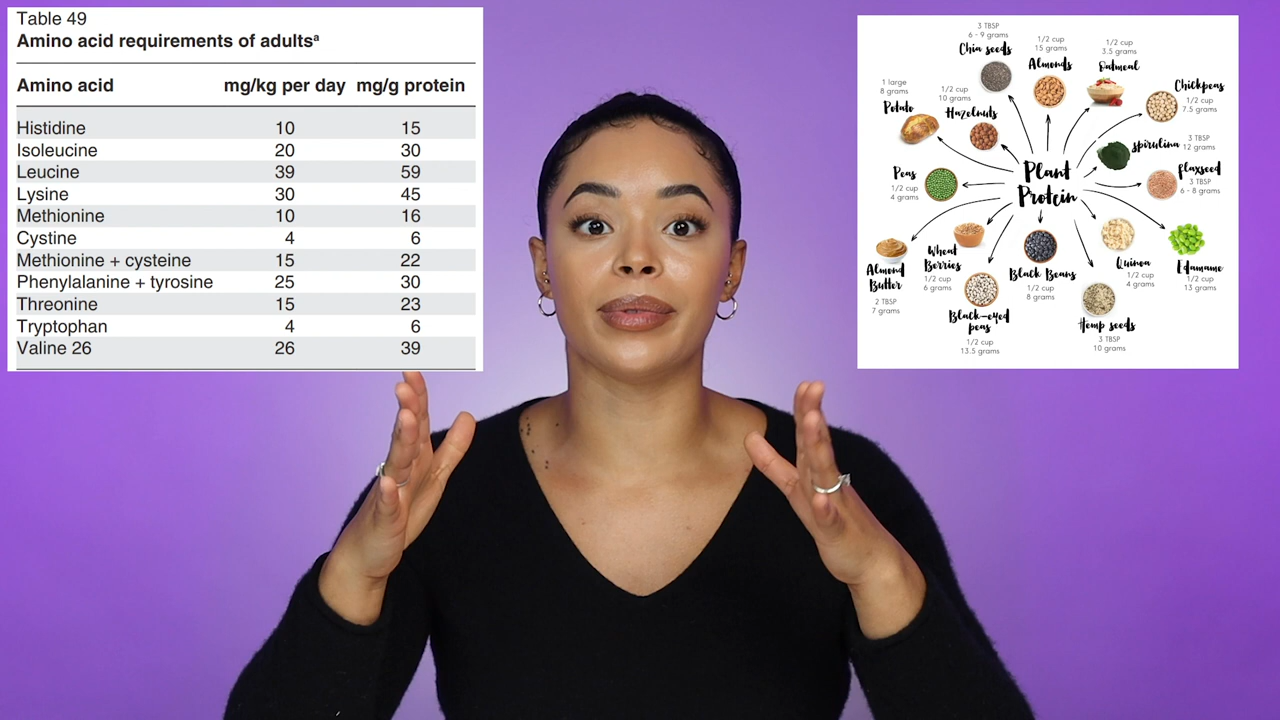 Table 49
Amino acid requirements of adultsa
Amino acid mg/kg per day mg/g protein
Histidine 10 15
Isoleucine 20 30
Leucine 39 59
Lysine 30 45
Methionine 10 16
Cystine 4 6
Methionine + cysteine 15 22
Phenylalanine + tyrosine 25 30
Threonine 15 23
Tryptophan 4 6
Valine 26 26 39
3 TBSP
6 - 9 grams
Chia seeds
1/2 cup
15 grams
Almonds
1/2 cup
3.5 grams
Oatmeal
Chickpeas
1/2 cup
7.5 grams
1 large
8 grams
Potato
1/2 cup
10 grams
Hazelnuts
spirulina
3 TBSP
12 grams
Plant
Protein
flaxseed
3 TBSP
6 - 8 grams
Peas
1/2 cup
4 grams
Almond
Butter
2 TBSP
7 grams
Wheat
Berries
1/2 cup
6 grams
Black-eyed
peas
1/2 cup
13.5 grams
Black Beans
1/2 cup
8 grams
Hemp seeds
3 TBSP
10 grams
Quinoa
1/2 cup
4 grams
Edamame
1/2 cup
13 grams